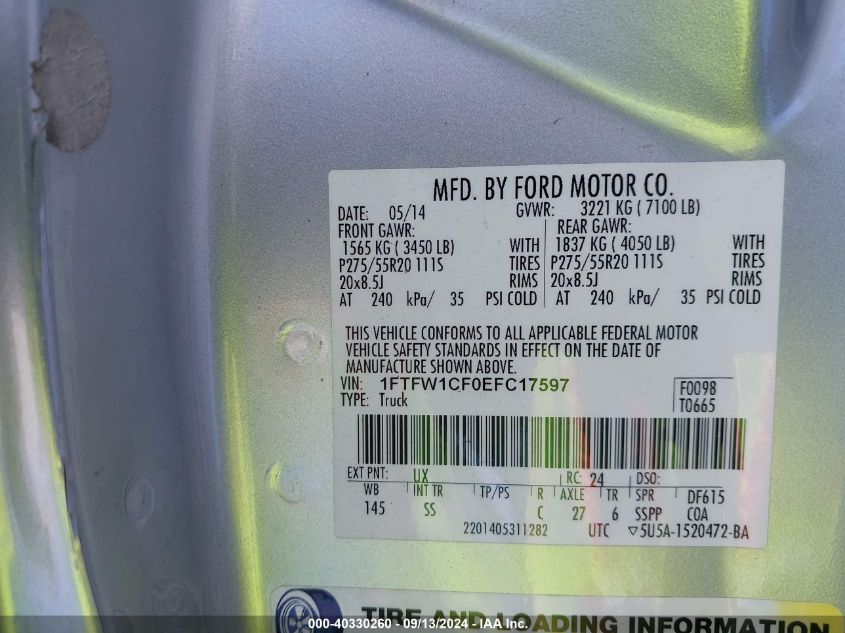 MFD. BY FORD MOTOR CO.
DATE: 05/14 GVWR: 3221 KG ( 7100 LB)
FRONT GAWR: REAR GAWR:
1565 KG ( 3450 LB) WITH 1837 KG ( 4050 LB) WITH
P275/55R20 111S TIRES P275/55R20 111S TIRES
20x8.5J RIMS 20x8.5J RIMS
AT 240 kPa/ 35 PSI COLD AT 240 kPa/ 35 PSI COLD
THIS VEHICLE CONFORMS TO ALL APPLICABLE FEDERAL MOTOR
VEHICLE SAFETY STANDARDS IN EFFECT ON THE DATE OF
MANUFACTURE SHOWN ABOVE.
VIN: 1FTFW1CF0EFC17597 F0098
TYPE: Truck T0665
EXT PNT: UX RC: 24 DSO:
WB INT TR TP/PS R AXLE TR SPR DF615
145 SS C 27 6 SSPP COA
2201405311282 UTC ▽5U5A-1520472-BA
TIRE AND LOADING INFORMATION
000-40330260 - 09/13/2024 - IAA Inc.